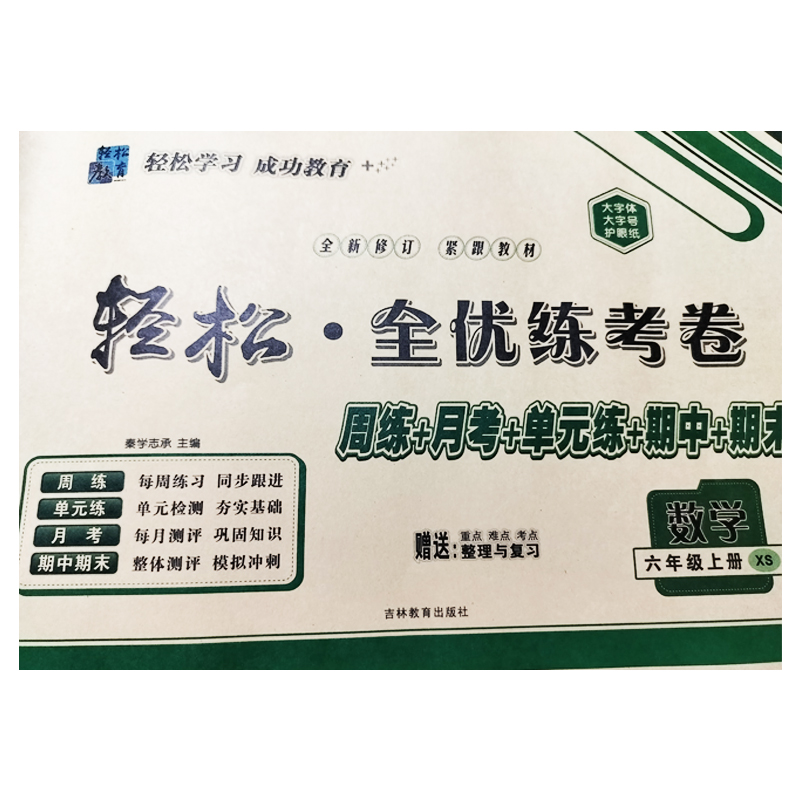 轻松教育
轻松学习 成功教育
大字体
大字号
护眼纸
全新修订 紧跟教材
轻松·全优练考卷
周练+月考+单元练+期中+期末
秦学志承 主编
周练 每周练习 同步跟进
单元练 单元检测 夯实基础
月考 每月测评 巩固知识
期中期末 整体测评 模拟冲刺
数学
六年级上册 XS
赠送：重点 难点 考点
整理与复习
吉林教育出版社